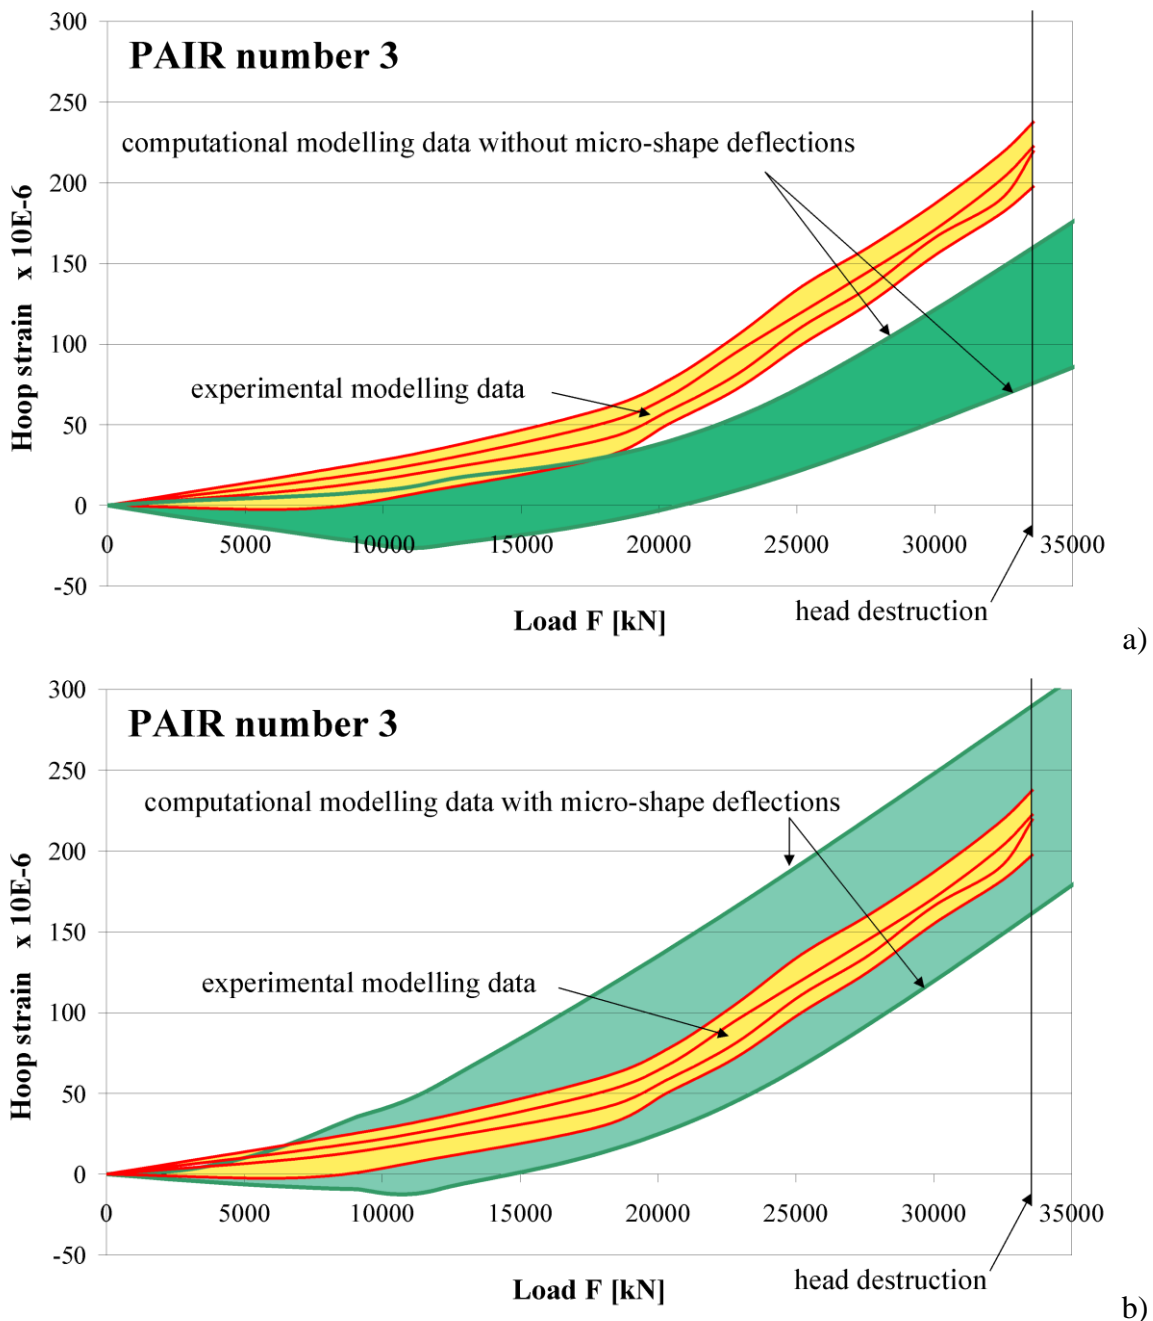 300
PAIR number 3
250
computational modelling data without micro-shape deflections
200
Hoop strain x 10E-6
150
100
experimental modelling data
50
0
0 5000 10000 15000 20000 25000 30000 35000
-50
head destruction
Load F [kN]
a)
300
PAIR number 3
250
computational modelling data with micro-shape deflections
200
Hoop strain x 10E-6
150
experimental modelling data
100
50
0
0 5000 10000 15000 20000 25000 30000 35000
-50
head destruction
Load F [kN]
b)